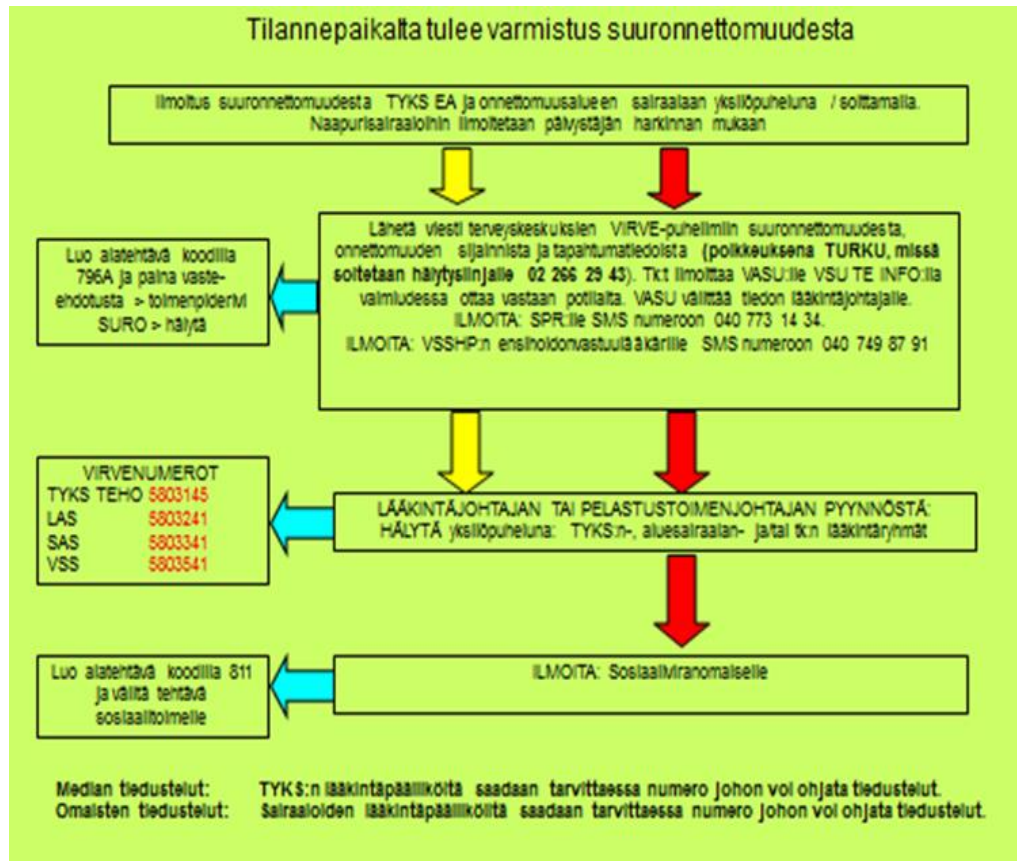 Tilannepaikalta tulee varmistus suuronnettomuudesta
Ilmoitus suuronnettomuudesta TYKS EA ja onnettomuusalueen sairaalaan yksilöpuheluna / soittamalla.
Naapurisairaaloihin ilmoitetaan päivystäjän harkinnan mukaan
Lähetä viesti terveyskeskuksien VIRVE-puhelimiin suuronnettomuudesta,
onnettomuuden sijainnista ja tapahtumatiedoista (poikkeuksena TURKU, missä
soitetaan hälytyslinjalle 02 266 29 43). Tk:t ilmoittaa VASU:lle VSU TE INFO:lla
valmiudessa ottaa vastaan potilaita. VASU välittää tiedon lääkintäjohtajalle.
ILMOITA: SPR:lle SMS numeroon 040 773 14 34.
ILMOITA: VSSHP:n ensihoidonvastuulääkärille SMS numeroon 040 749 87 91
Luo alatehtävä koodilla
796A ja paina vaste-
ehdotusta > toimenpiderivi
SURO > hälytä
LÄÄKINTÄJOHTAJAN TAI PELASTUSTOIMENJOHTAJAN PYYNNÖSTÄ:
HÄLYTÄ yksilöpuheluna: TYKS:n-, aluesairaalan- ja/tai tk:n lääkintäryhmät
VIRVENUMEROT
TYKS TEHO 5803145
LAS 5803241
SAS 5803341
VSS 5803541
ILMOITA: Sosiaaliviranomaiselle
Luo alatehtävä koodilla 811
ja välitä tehtävä
sosiaalitoimelle
Median tiedustelut: TYKS:n lääkintäpäälliköltä saadaan tarvittaessa numero johon voi ohjata tiedustelut.
Omaisten tiedustelut: Sairaaloiden lääkintäpäälliköiltä saadaan tarvittaessa numero johon voi ohjata tiedustelut.